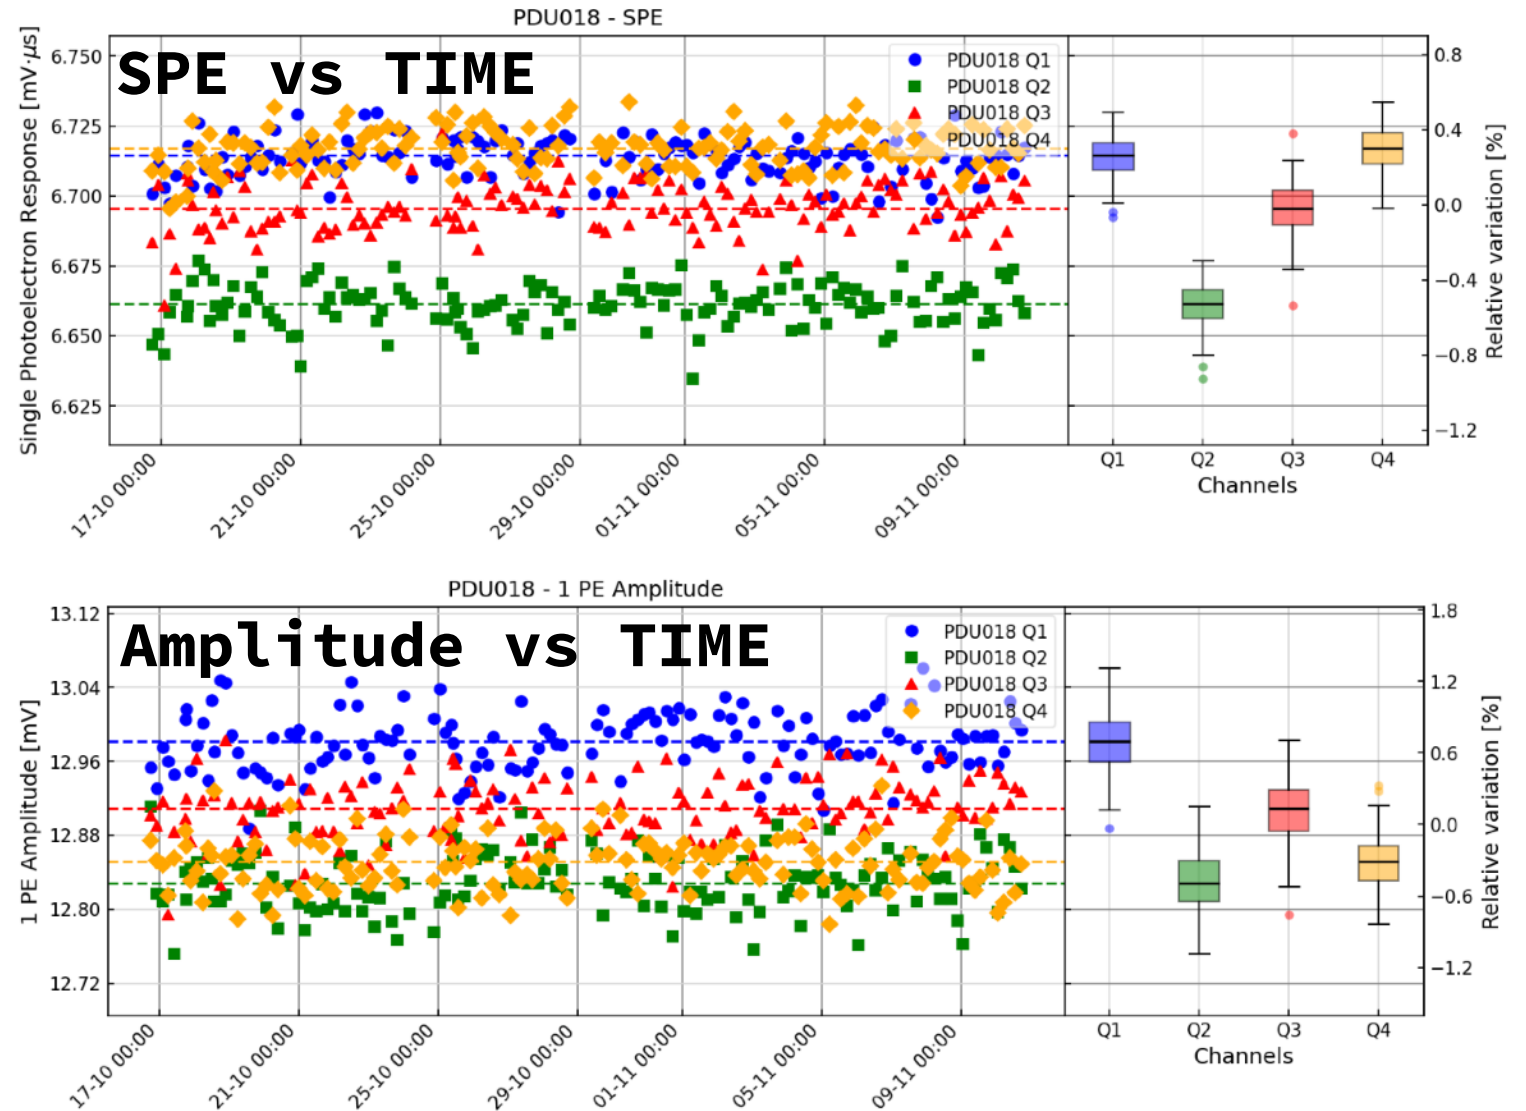 PDU018 - SPE
SPE vs TIME
Single Photoelectron Response [mV·μs]
6.750
6.725
6.700
6.675
6.650
6.625
PDU018 Q1
PDU018 Q2
PDU018 Q3
PDU018 Q4
0.8
0.4
0.0
−0.4
−0.8
−1.2
Relative variation [%]
17-10 00:00
21-10 00:00
25-10 00:00
29-10 00:00
01-11 00:00
05-11 00:00
09-11 00:00
Q1 Q2 Q3 Q4
Channels
PDU018 - 1 PE Amplitude
Amplitude vs TIME
1 PE Amplitude [mV]
13.12
13.04
12.96
12.88
12.80
12.72
PDU018 Q1
PDU018 Q2
PDU018 Q3
PDU018 Q4
1.8
1.2
0.6
0.0
−0.6
−1.2
Relative variation [%]
17-10 00:00
21-10 00:00
25-10 00:00
29-10 00:00
01-11 00:00
05-11 00:00
09-11 00:00
Q1 Q2 Q3 Q4
Channels